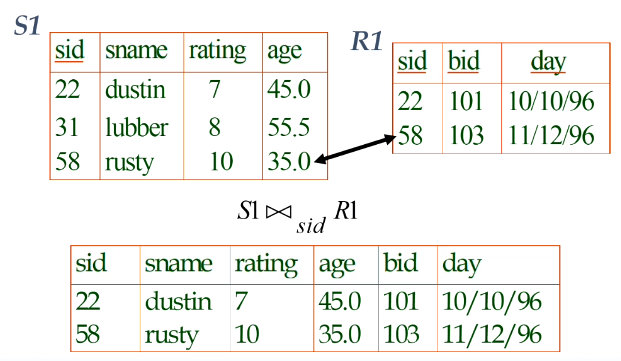 S1
sid sname rating age
22 dustin 7 45.0
31 lubber 8 55.5
58 rusty 10 35.0
R1
sid bid day
22 101 10/10/96
58 103 11/12/96
S1 ⋈ sid R1
sid sname rating age bid day
22 dustin 7 45.0 101 10/10/96
58 rusty 10 35.0 103 11/12/96